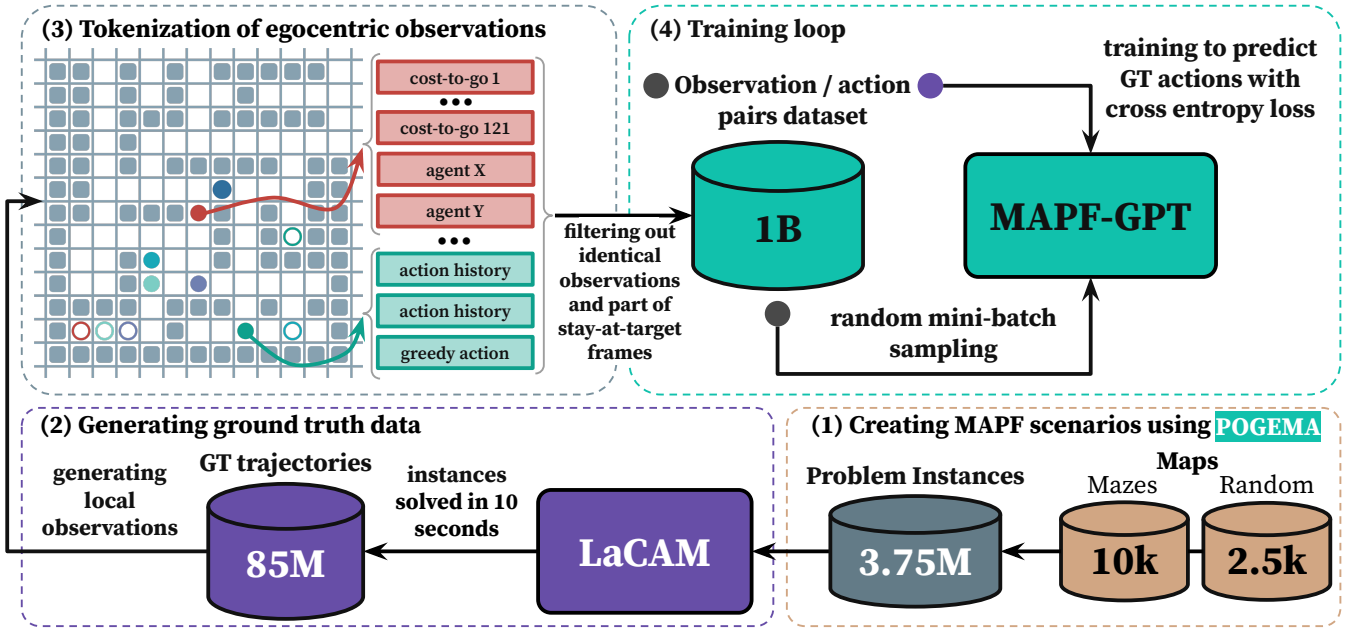 (3) Tokenization of egocentric observations
cost-to-go 1
•••
cost-to-go 121
agent X
agent Y
•••
action history
action history
greedy action
filtering out
identical
observations
and part of
stay-at-target
frames
(4) Training loop
Observation / action
pairs dataset
1B
training to predict
GT actions with
cross entropy loss
MAPF-GPT
random mini-batch
sampling
(2) Generating ground truth data
generating
local
observations
GT trajectories
85M
instances
solved in 10
seconds
LaCAM
(1) Creating MAPF scenarios using POGEMA
Problem Instances
3.75M
Maps
Mazes
10k
Random
2.5k